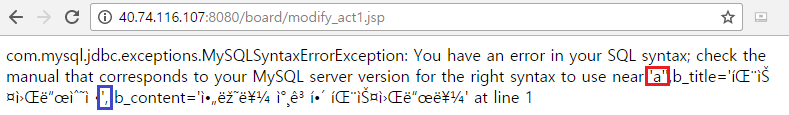 40.74.116.107:8080/board/modify_act1.jsp
com.mysql.jdbc.exceptions.MySQLSyntaxErrorException: You have an error in your SQL syntax; check the
manual that corresponds to your MySQL server version for the right syntax to use near 'a'',b_title='íŒ¨ìŠ
¤ì›Œë“œì ˆ˜ì •', b_content='ì•„ëž˜ë¥¼ ì°¸ê³ í•´ íŒ¨ìŠ¤ì›Œë“œë¥¼' at line 1